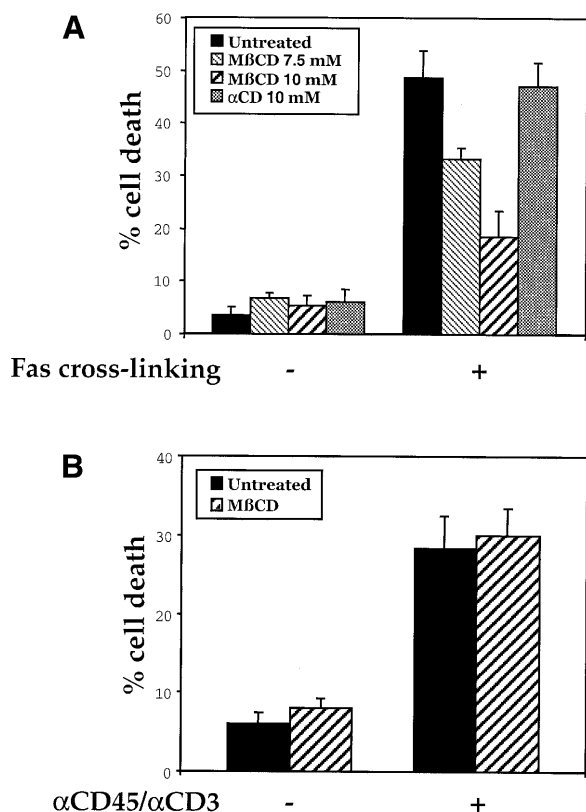 A
60
50
40
30
20
10
0
% cell death
Untreated
MßCD 7.5 mM
MßCD 10 mM
αCD 10 mM
Fas cross-linking - +
B
40
30
20
10
0
% cell death
Untreated
MßCD
αCD45/αCD3 - +